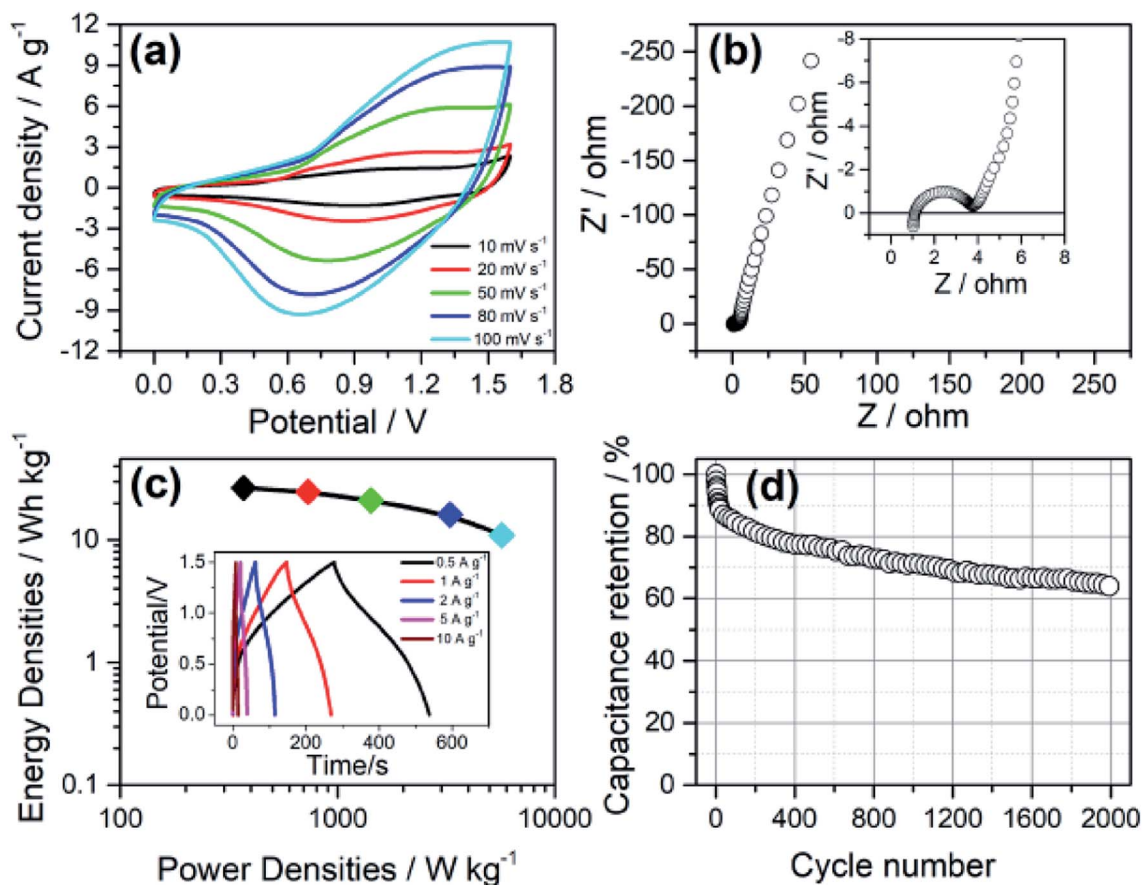 (a)
Current density / A g⁻¹
12
9
6
3
0
-3
-6
-9
-12
10 mV s⁻¹
20 mV s⁻¹
50 mV s⁻¹
80 mV s⁻¹
100 mV s⁻¹
0.0 0.3 0.6 0.9 1.2 1.5 1.8
Potential / V
(b)
Z' / ohm
-250
-200
-150
-100
-50
0
0 50 100 150 200 250
Z / ohm
Z' / ohm
-8
-6
-4
-2
0
0 2 4 6 8
Z / ohm
(c)
Energy Densities / Wh kg⁻¹
10
1
0.1
100 1000 10000
Power Densities / W kg⁻¹
Potential/V
1.5
1.0
0.5
0.0
0.5 A g⁻¹
1 A g⁻¹
2 A g⁻¹
5 A g⁻¹
10 A g⁻¹
0 200 400 600
Time/s
(d)
Capacitance retention / %
100
80
60
40
20
0
0 400 800 1200 1600 2000
Cycle number